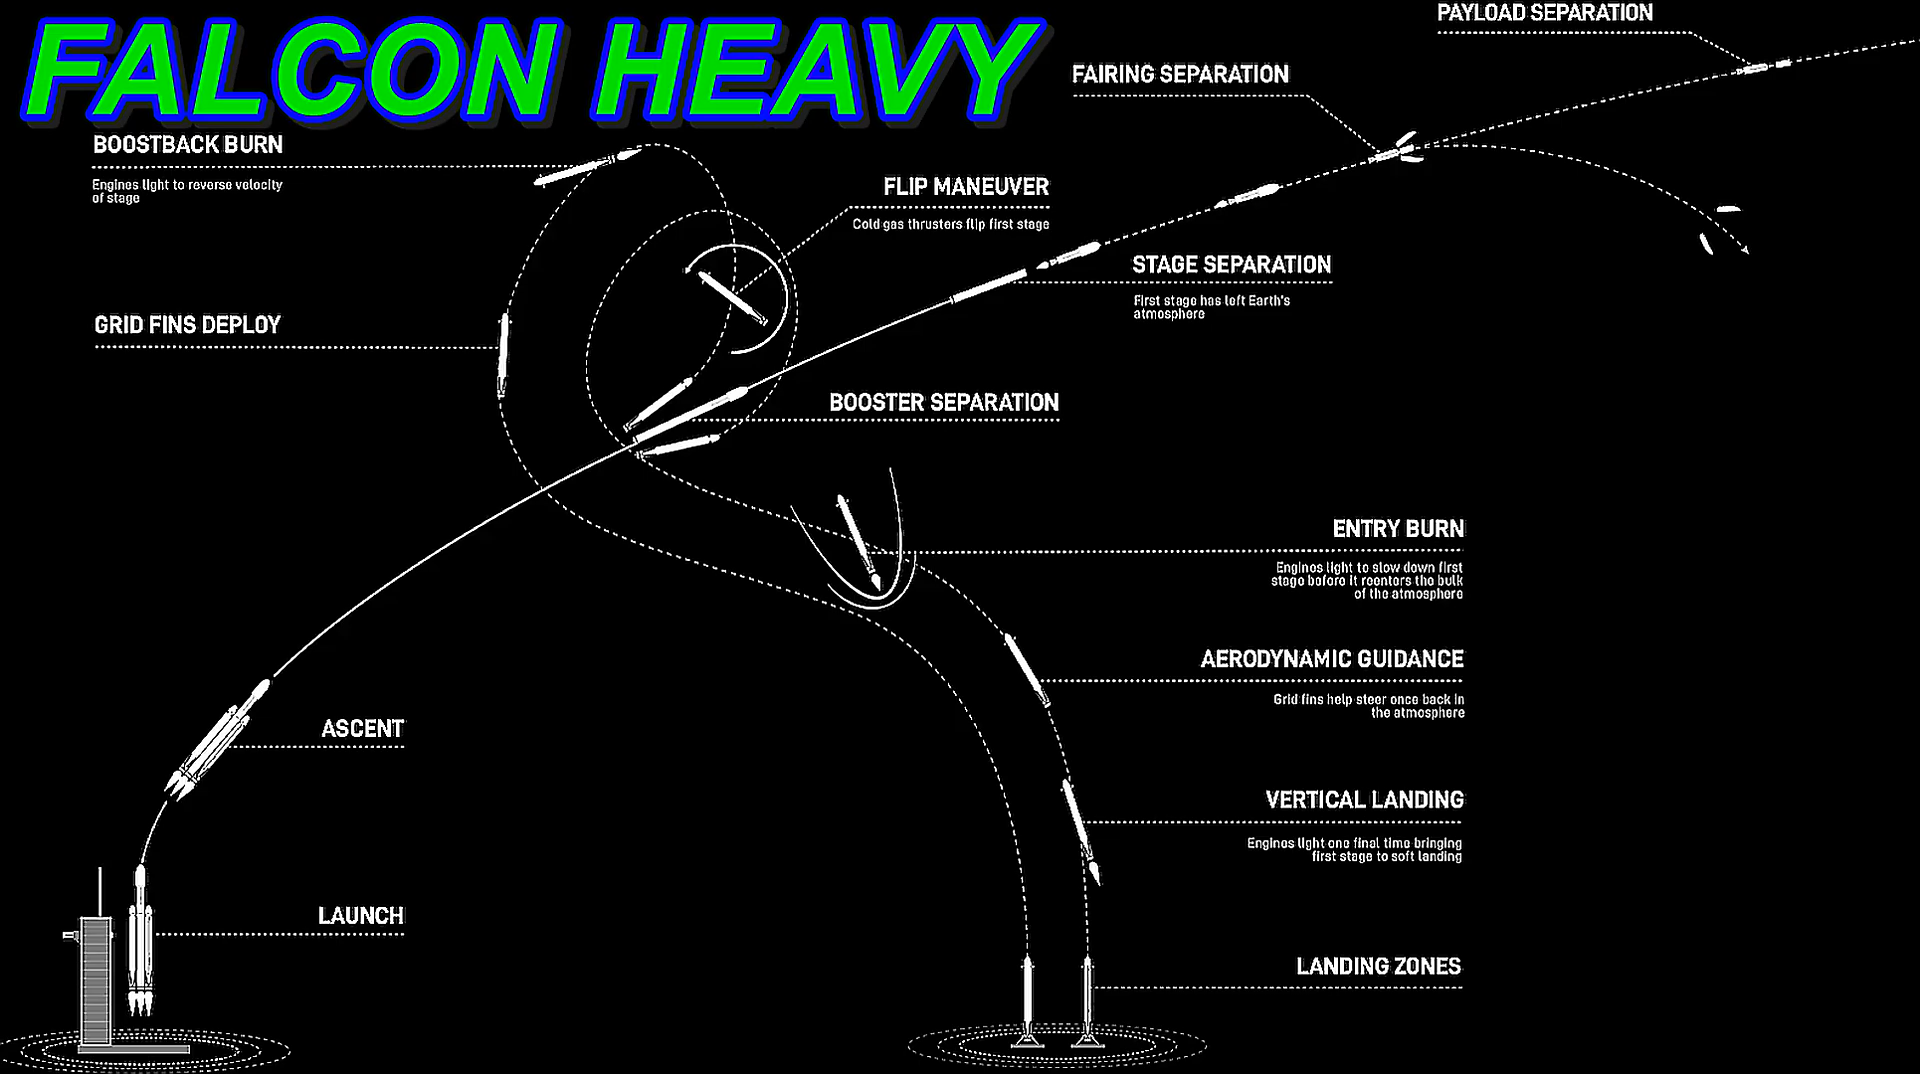 FALCON HEAVY
PAYLOAD SEPARATION
FAIRING SEPARATION
BOOSTBACK BURN
Engines light to reverse velocity
of stage
FLIP MANEUVER
Cold gas thrusters flip first stage
STAGE SEPARATION
First stage has left Earth's
atmosphere
GRID FINS DEPLOY
BOOSTER SEPARATION
ENTRY BURN
Engines light to slow down first
stage before it reenters the bulk
of the atmosphere
AERODYNAMIC GUIDANCE
Grid fins help steer once back in
the atmosphere
ASCENT
VERTICAL LANDING
Engines light one final time bringing
first stage to soft landing
LAUNCH
LANDING ZONES